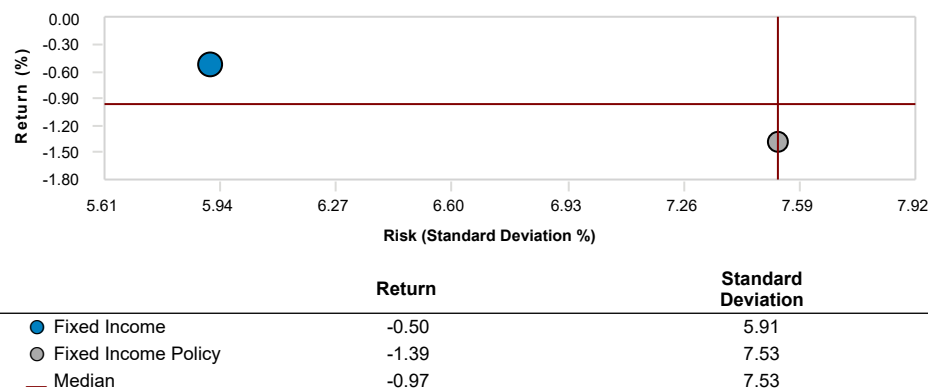 0.00
-0.30
-0.60
-0.90
-1.20
-1.50
-1.80
Return (%)
5.61 5.94 6.27 6.60 6.93 7.26 7.59 7.92
Risk (Standard Deviation %)
Return Standard Deviation
Fixed Income -0.50 5.91
Fixed Income Policy -1.39 7.53
Median -0.97 7.53